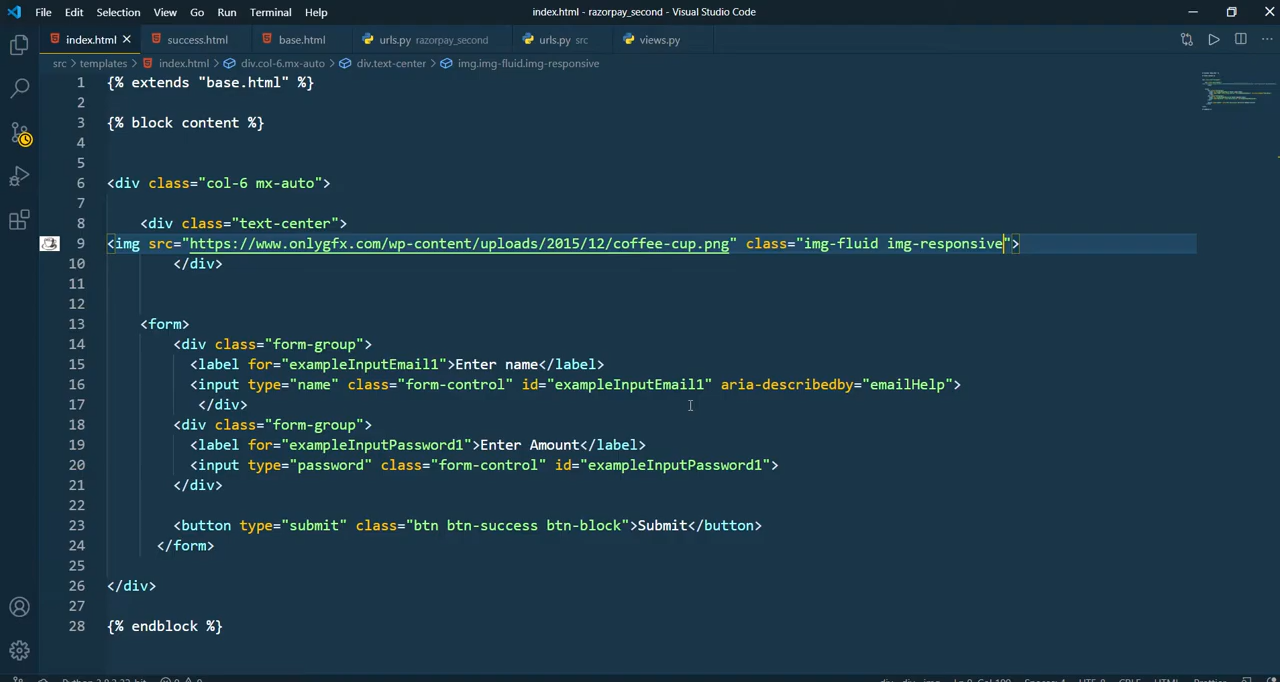 File Edit Selection View Go Run Terminal Help index.html - razorpay_second - Visual Studio Code
index.html success.html base.html urls.py razorpay_second urls.py src views.py
src > templates > index.html > div.col-6.mx-auto > div.text-center > img.img-fluid.img-responsive
1 {% extends "base.html" %}
2
3 {% block content %}
4
5
6 <div class="col-6 mx-auto">
7
8 <div class="text-center">
9 <img src="https://www.onlygfx.com/wp-content/uploads/2015/12/coffee-cup.png" class="img-fluid img-responsive">
10 </div>
11
12
13 <form>
14 <div class="form-group">
15 <label for="exampleInputEmail1">Enter name</label>
16 <input type="name" class="form-control" id="exampleInputEmail1" aria-describedby="emailHelp">
17 </div>
18 <div class="form-group">
19 <label for="exampleInputPassword1">Enter Amount</label>
20 <input type="password" class="form-control" id="exampleInputPassword1">
21 </div>
22
23 <button type="submit" class="btn btn-success btn-block">Submit</button>
24 </form>
25
26 </div>
27
28 {% endblock %}